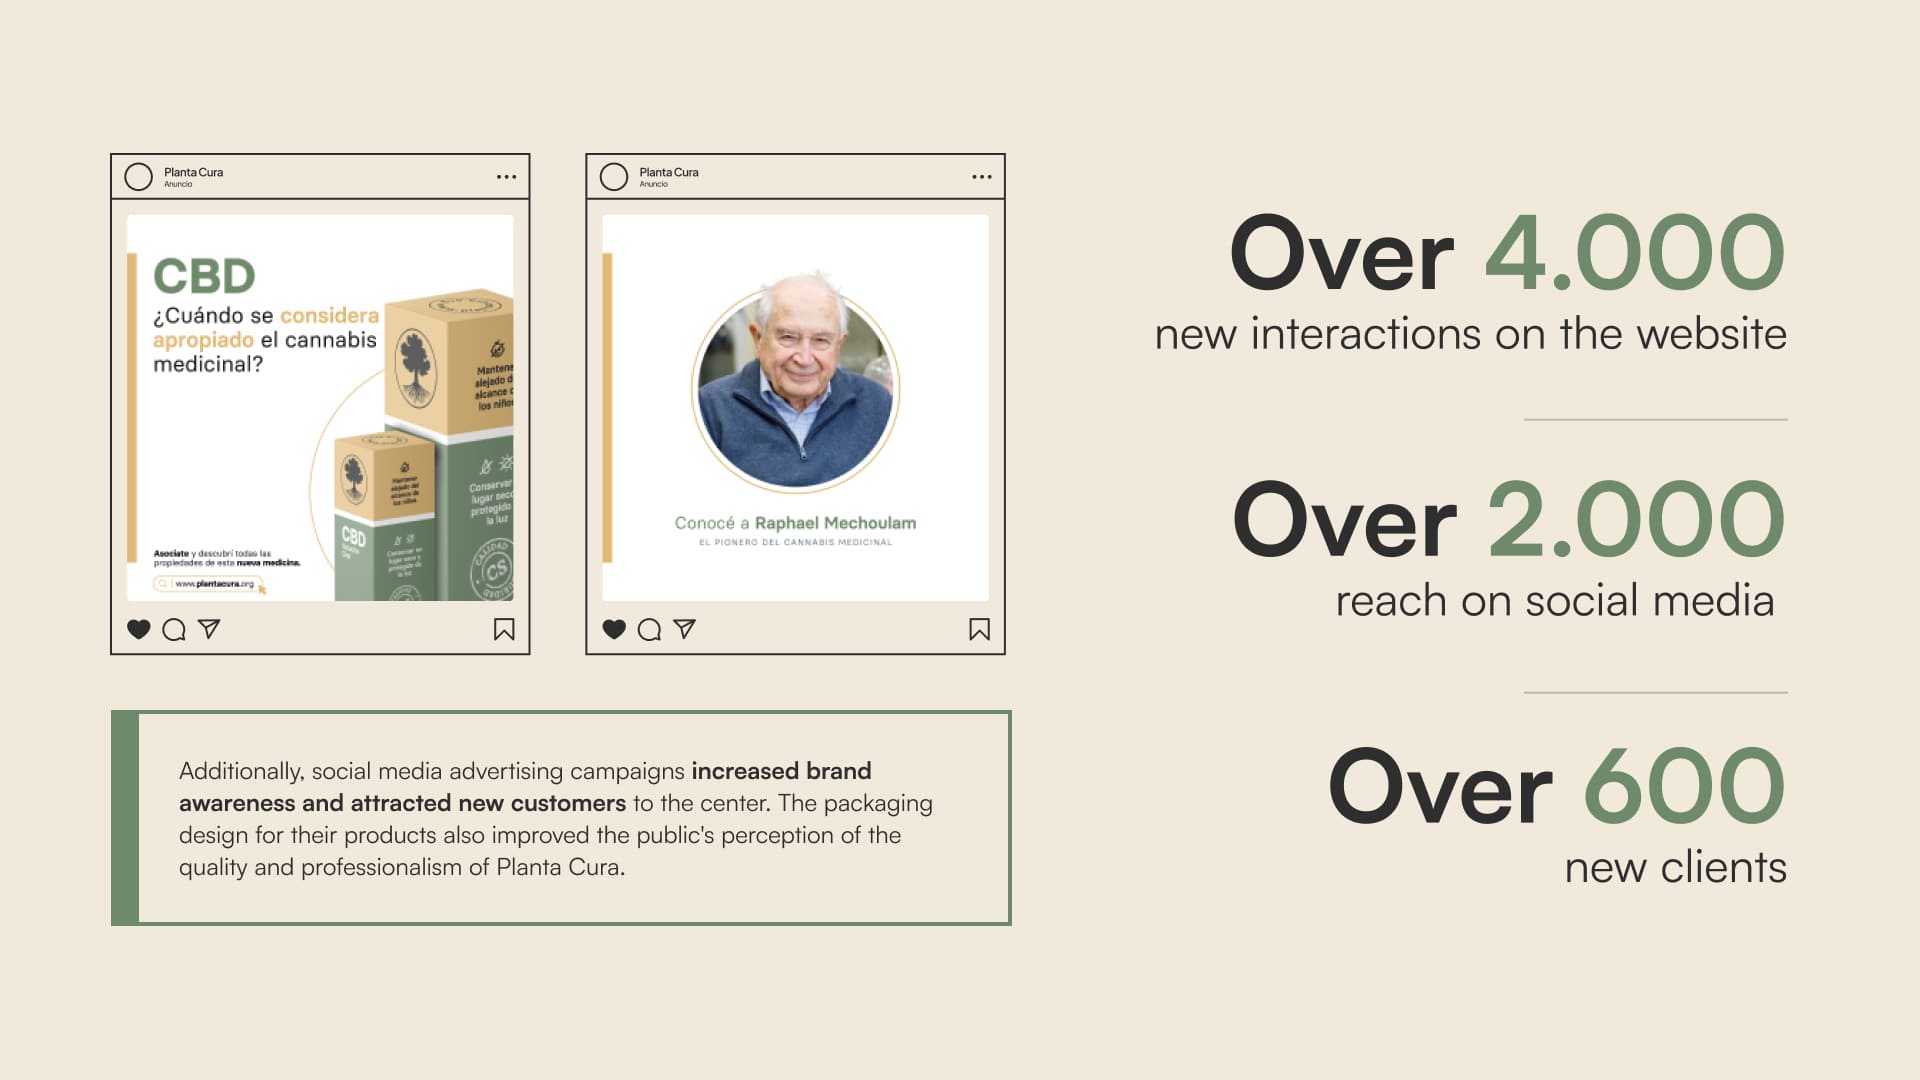 Planta Cura
Anuncio
CBD
¿Cuándo se considera
apropiado el cannabis
medicinal?
Mantene
alejado d
alcance d
los niño
Conservar
lugar seco
protegido
la luz
CALIDAD
CS
Mantener
alejado del
alcance de
los niños
CBD
Conservar en
lugar seco y
protegido de
la luz
Asociate y descubrí todas las
propiedades de esta nueva medicina.
www.plantacura.org
Planta Cura
Anuncio
Conocé a Raphael Mechoulam
EL PIONERO DEL CANNABIS MEDICINAL
Additionally, social media advertising campaigns increased brand
awareness and attracted new customers to the center. The packaging
design for their products also improved the public's perception of the
quality and professionalism of Planta Cura.
Over 4.000
new interactions on the website
Over 2.000
reach on social media
Over 600
new clients